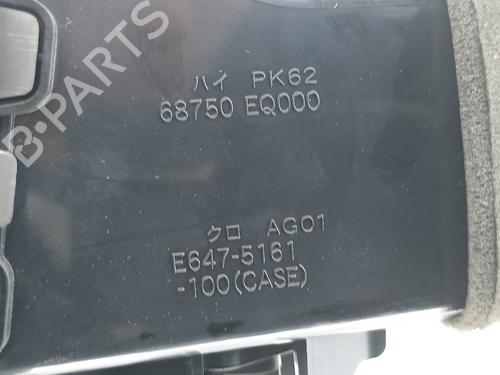 B-PARTS
ハイ PK62
68750 EQ000
クロ AG01
E647-5161
-100(CASE)